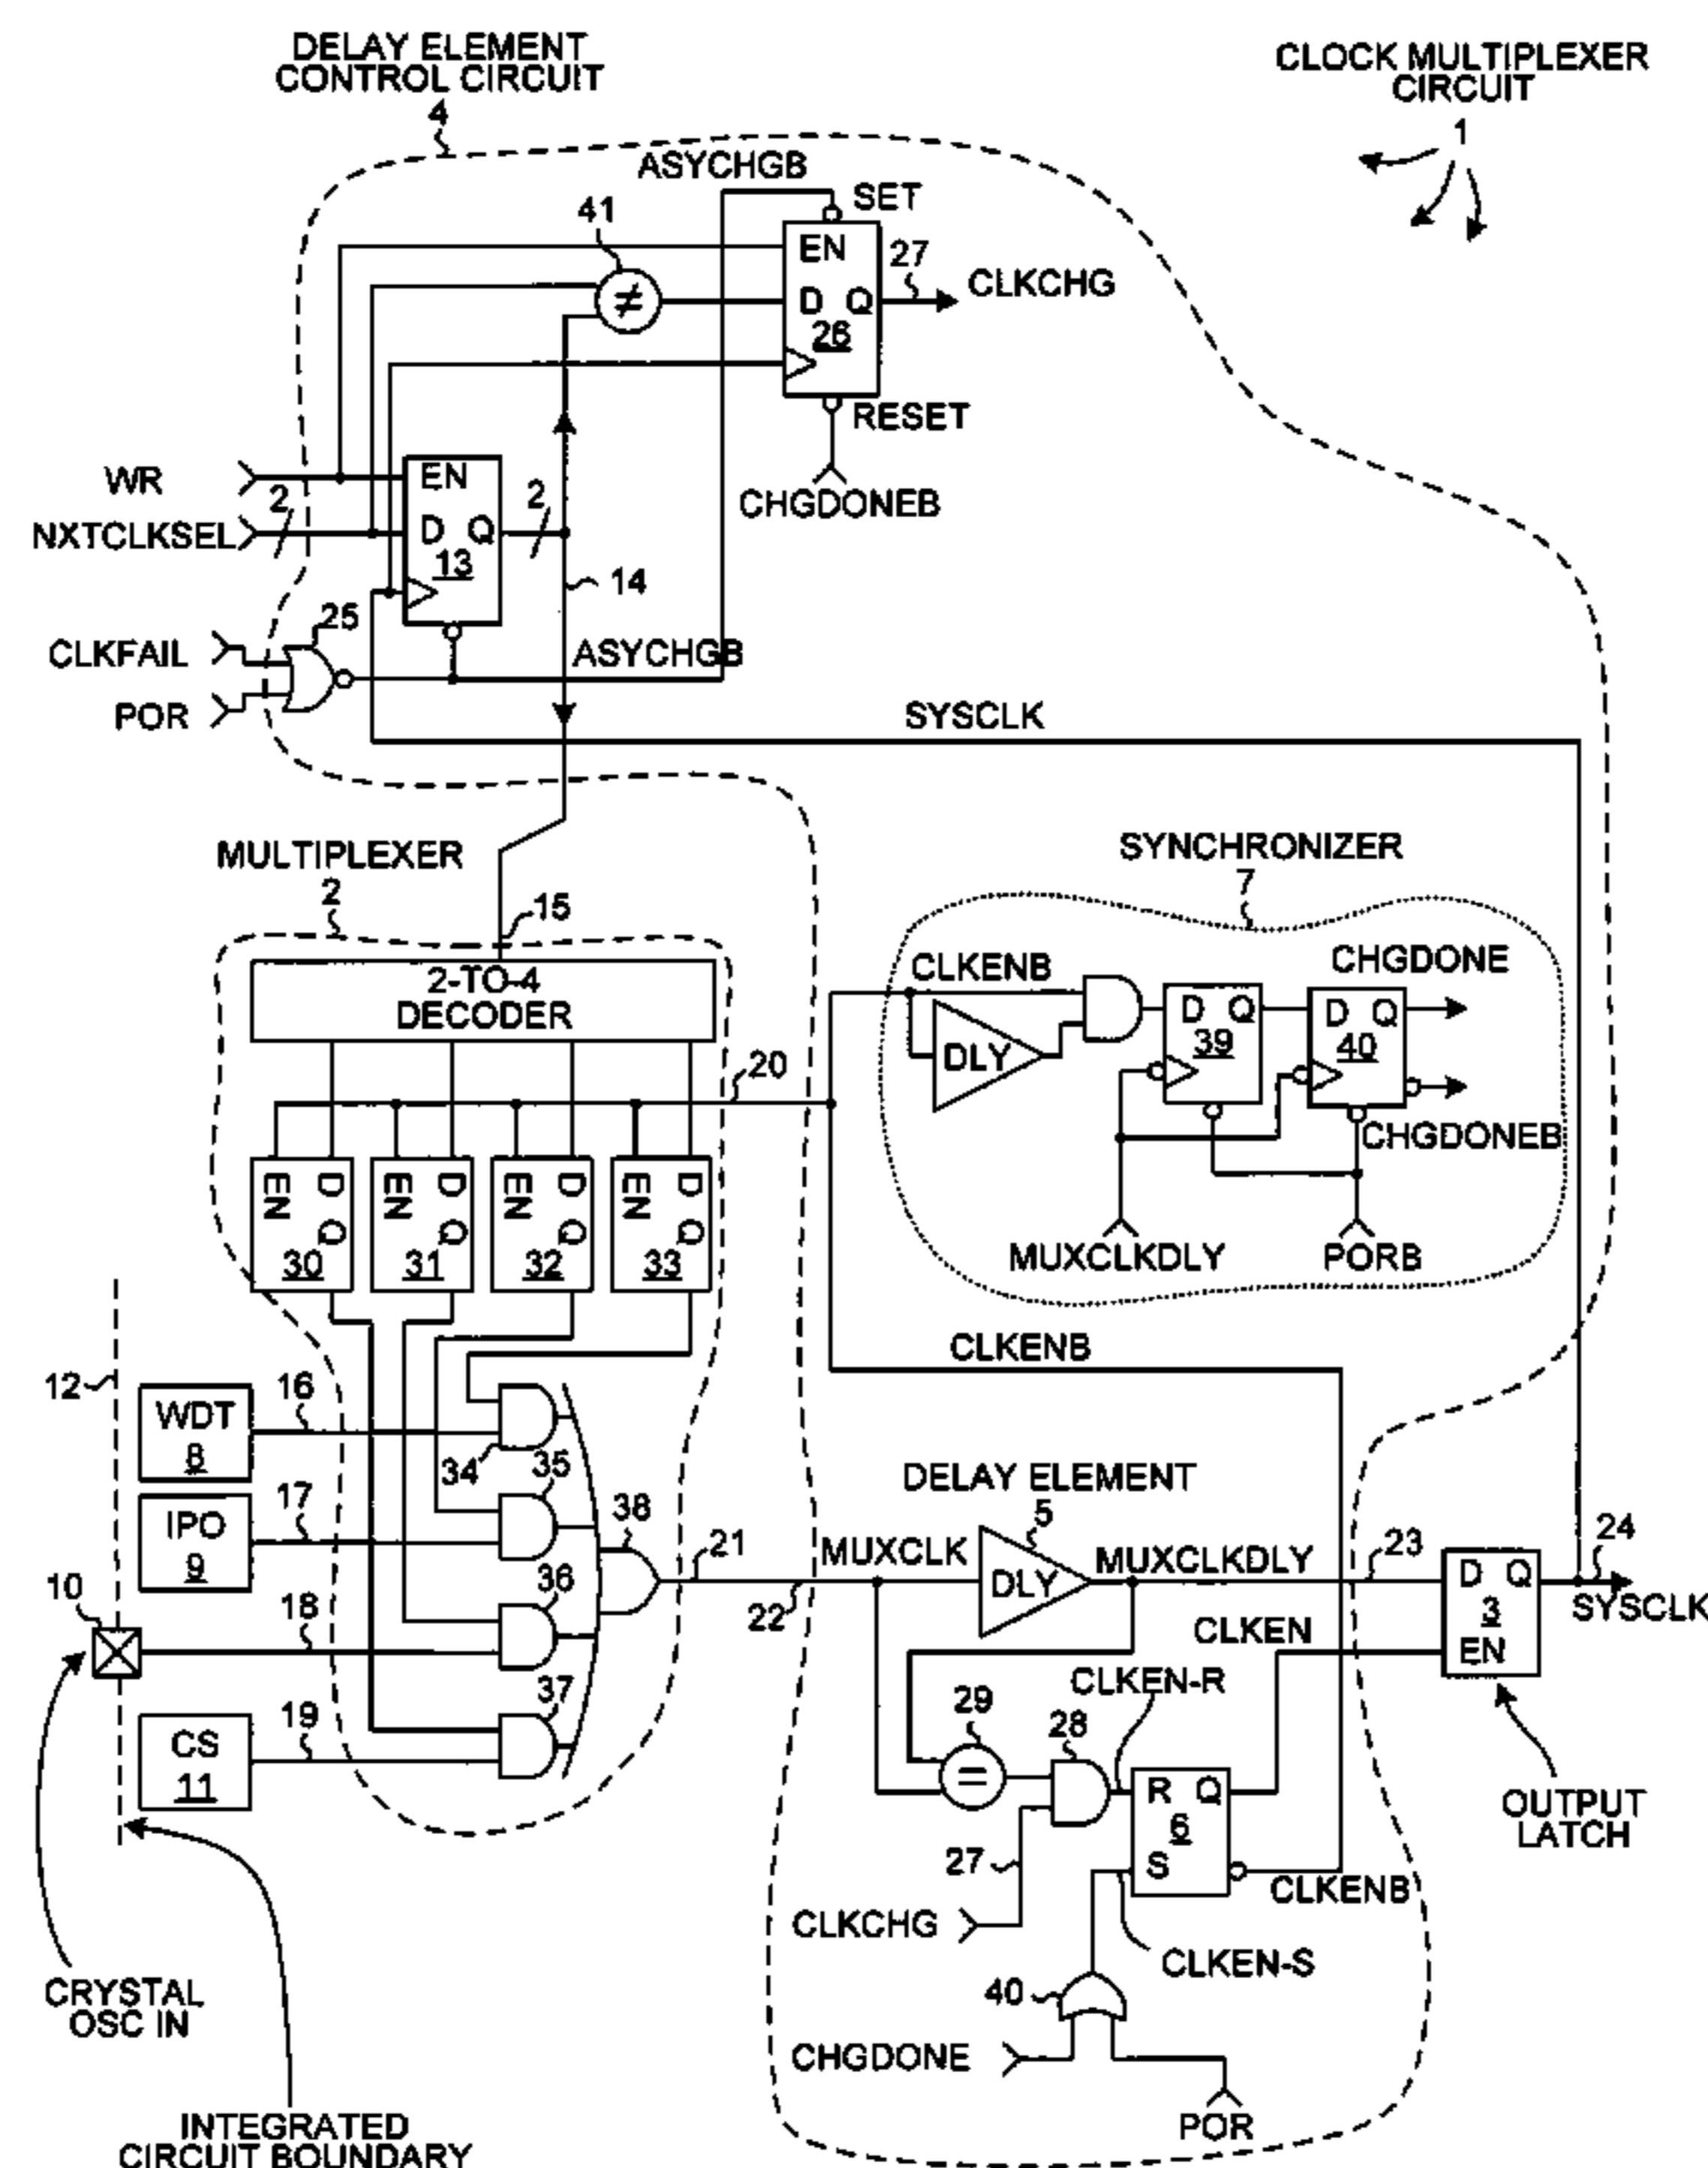 DELAY ELEMENT
CONTROL CIRCUIT
4
CLOCK MULTIPLEXER
CIRCUIT
1
ASYCHGB
SET
41
EN
27
CLKCHG
≠
D Q
26
RESET
CHGDONEB
WR
EN
2
2
NXTCLKSEL
D Q
13
14
25
CLKFAIL
ASYCHGB
POR
SYSCLK
MULTIPLEXER
2
15
SYNCHRONIZER
7
2-TO-4
DECODER
CLKENB
CHGDONE
DLY
D Q
39
D Q
40
20
CHGDONEB
EN D Q
30
EN D Q
31
EN D Q
32
EN D Q
33
MUXCLKDLY
PORB
CLKENB
12
16
WDT
8
34
35
17
IPO
9
38
DELAY ELEMENT
5
21
MUXCLK
DLY
MUXCLKDLY
23
24
D Q
3
EN
SYSCLK
10
18
36
22
CLKEN
CLKEN-R
19
37
CS
11
29
28
=
R Q
6
S
OUTPUT
LATCH
27
CLKENB
CLKCHG
CLKEN-S
CRYSTAL
OSC IN
40
CHGDONE
POR
INTEGRATED
CIRCUIT BOUNDARY